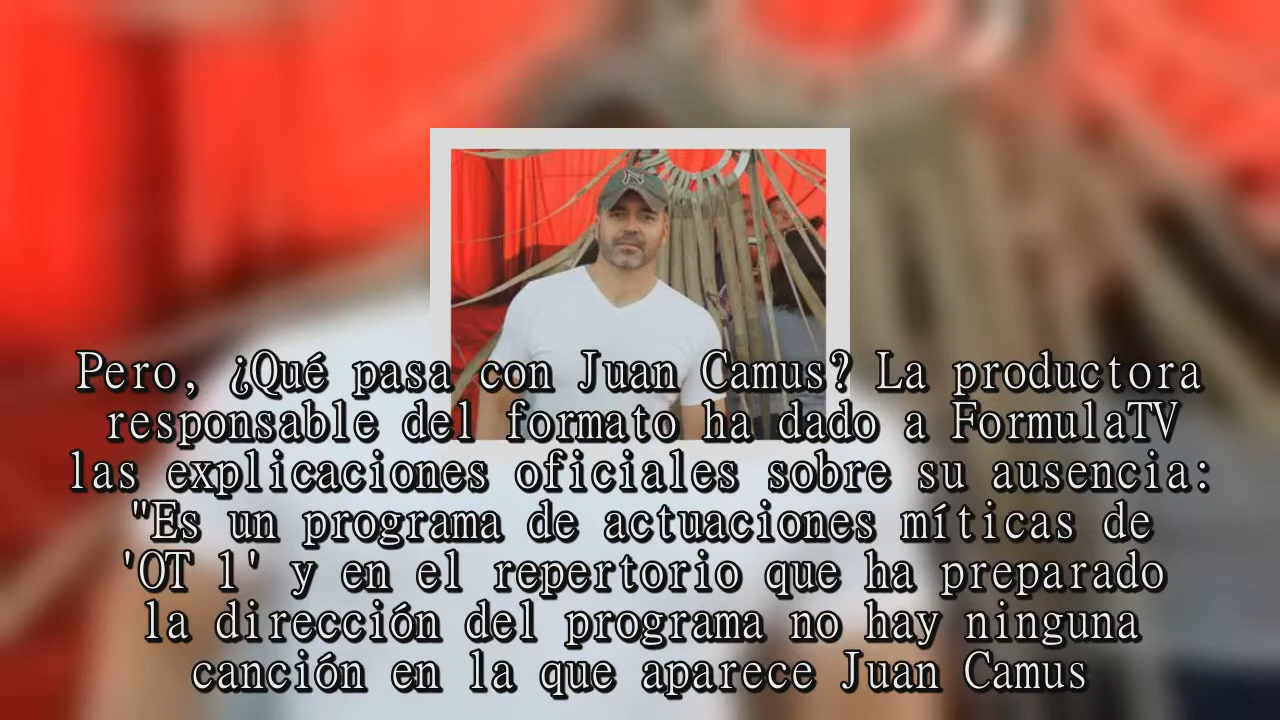 Pero, ¿Qué pasa con Juan Camus? La productora
responsable del formato ha dado a FormulaTV
las explicaciones oficiales sobre su ausencia:
"Es un programa de actuaciones míticas de
'OT 1' y en el repertorio que ha preparado
la dirección del programa no hay ninguna
canción en la que aparece Juan Camus